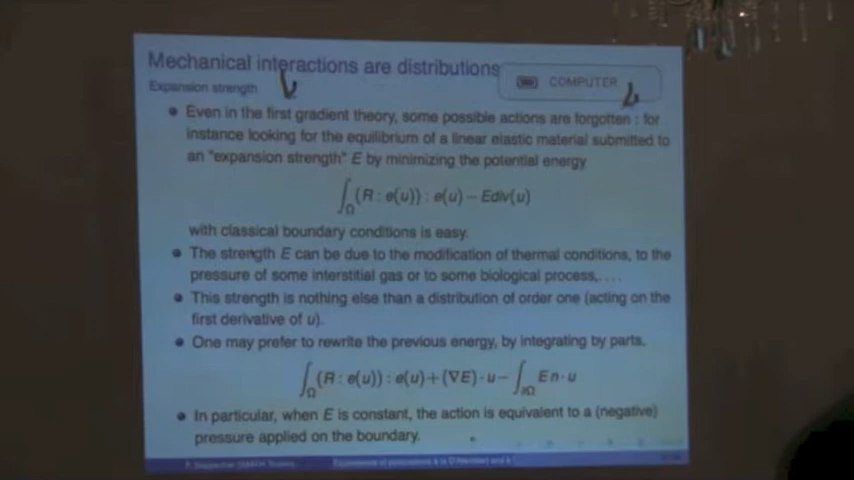 Mechanical interactions are distributions
COMPUTER
Expansion strength
Even in the first gradient theory, some possible actions are forgotten : for
instance looking for the equilibrium of a linear elastic material submitted to
an "expansion strength" E by minimizing the potential energy
∫_Ω (R : e(u)) : e(u) − Ediv(u)
with classical boundary conditions is easy.
The strength E can be due to the modification of thermal conditions, to the
pressure of some interstitial gas or to some biological process,....
This strength is nothing else than a distribution of order one (acting on the
first derivative of u).
One may prefer to rewrite the previous energy, by integrating by parts,
∫_Ω (R : e(u)) : e(u) + (∇E) · u − ∫_∂Ω E n · u
In particular, when E is constant, the action is equivalent to a (negative)
pressure applied on the boundary.